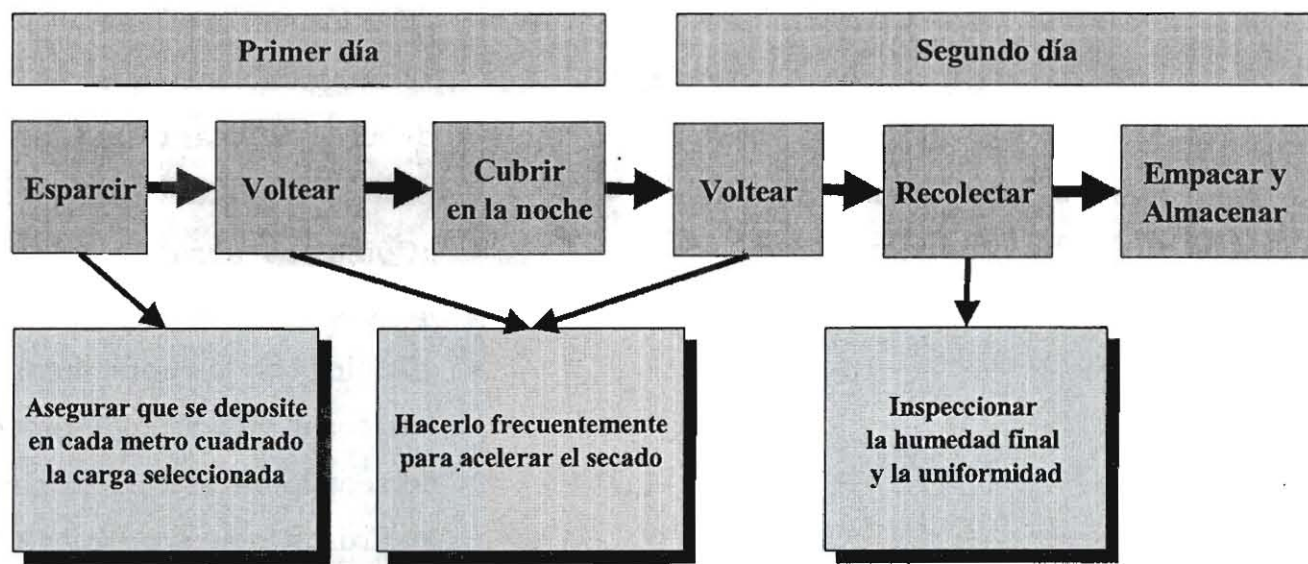 Primer día
Segundo día
Esparcir
Voltear
Cubrir
en la noche
Voltear
Recolectar
Empacar y
Almacenar
Asegurar que se deposite
en cada metro cuadrado
la carga seleccionada
Hacerlo frecuentemente
para acelerar el secado
Inspeccionar
la humedad final
y la uniformidad